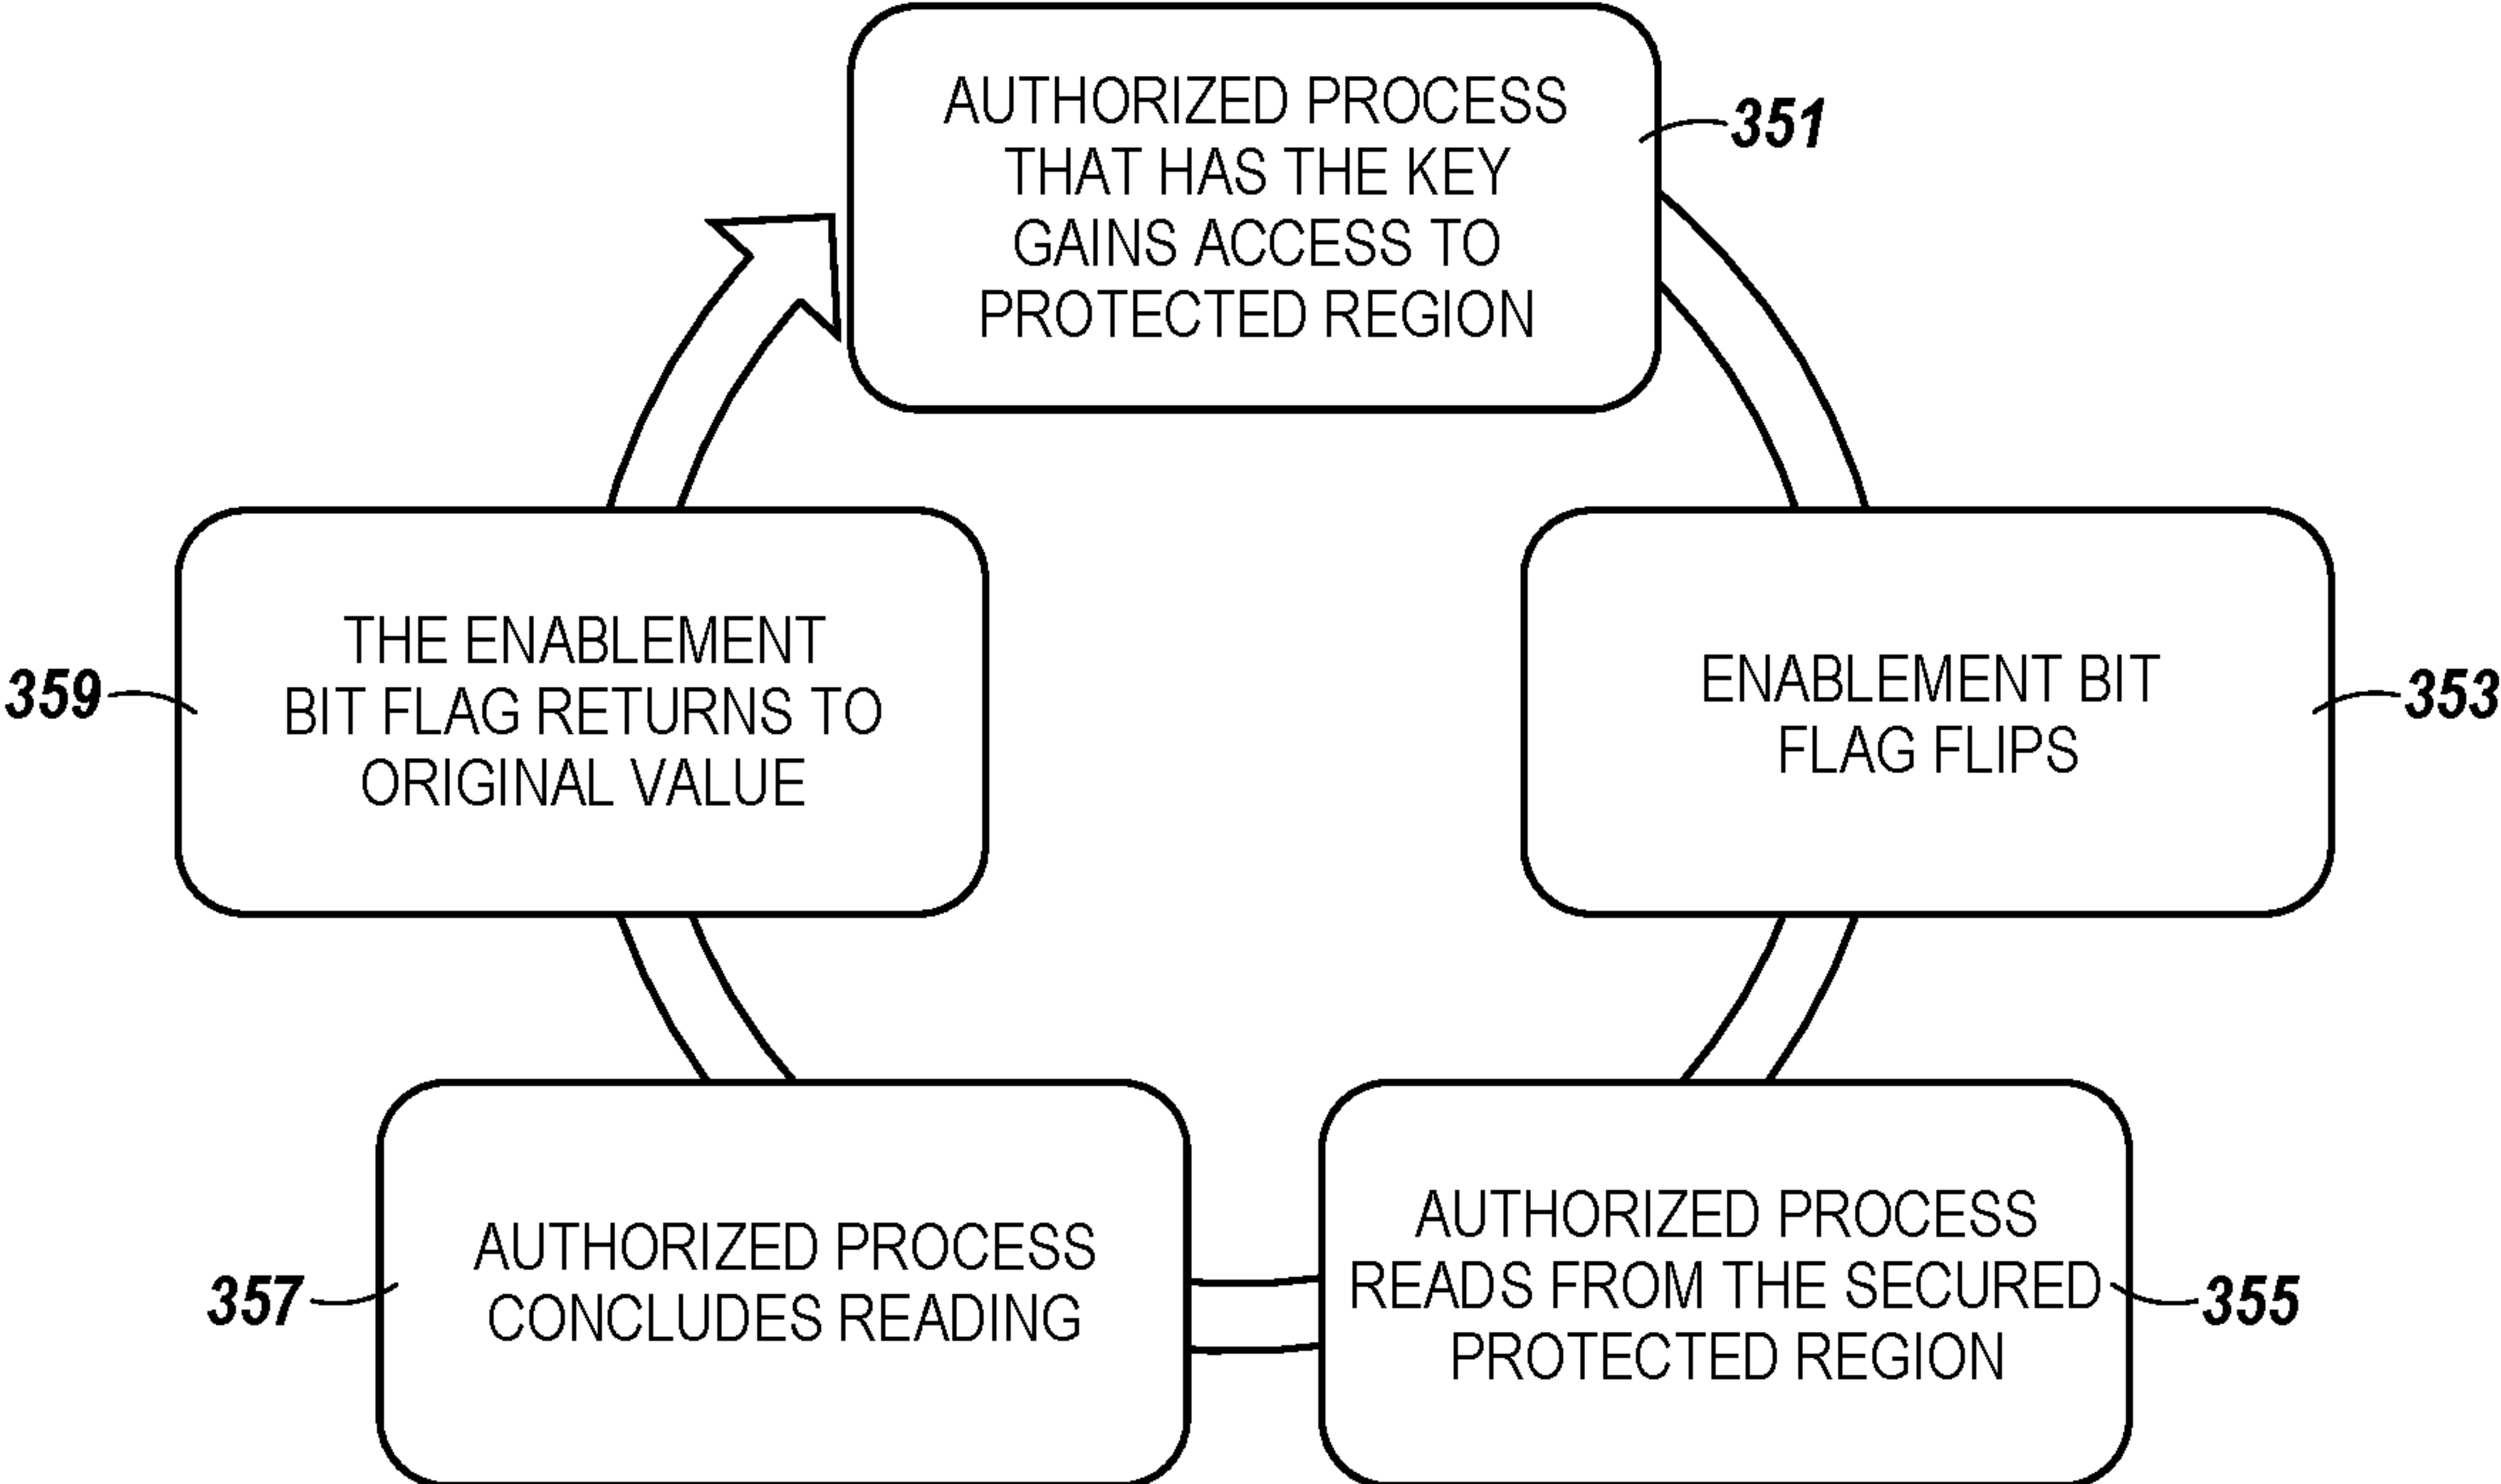 AUTHORIZED PROCESS
THAT HAS THE KEY
GAINS ACCESS TO
PROTECTED REGION
351
ENABLEMENT BIT
FLAG FLIPS
353
AUTHORIZED PROCESS
READS FROM THE SECURED
PROTECTED REGION
355
AUTHORIZED PROCESS
CONCLUDES READING
357
THE ENABLEMENT
BIT FLAG RETURNS TO
ORIGINAL VALUE
359